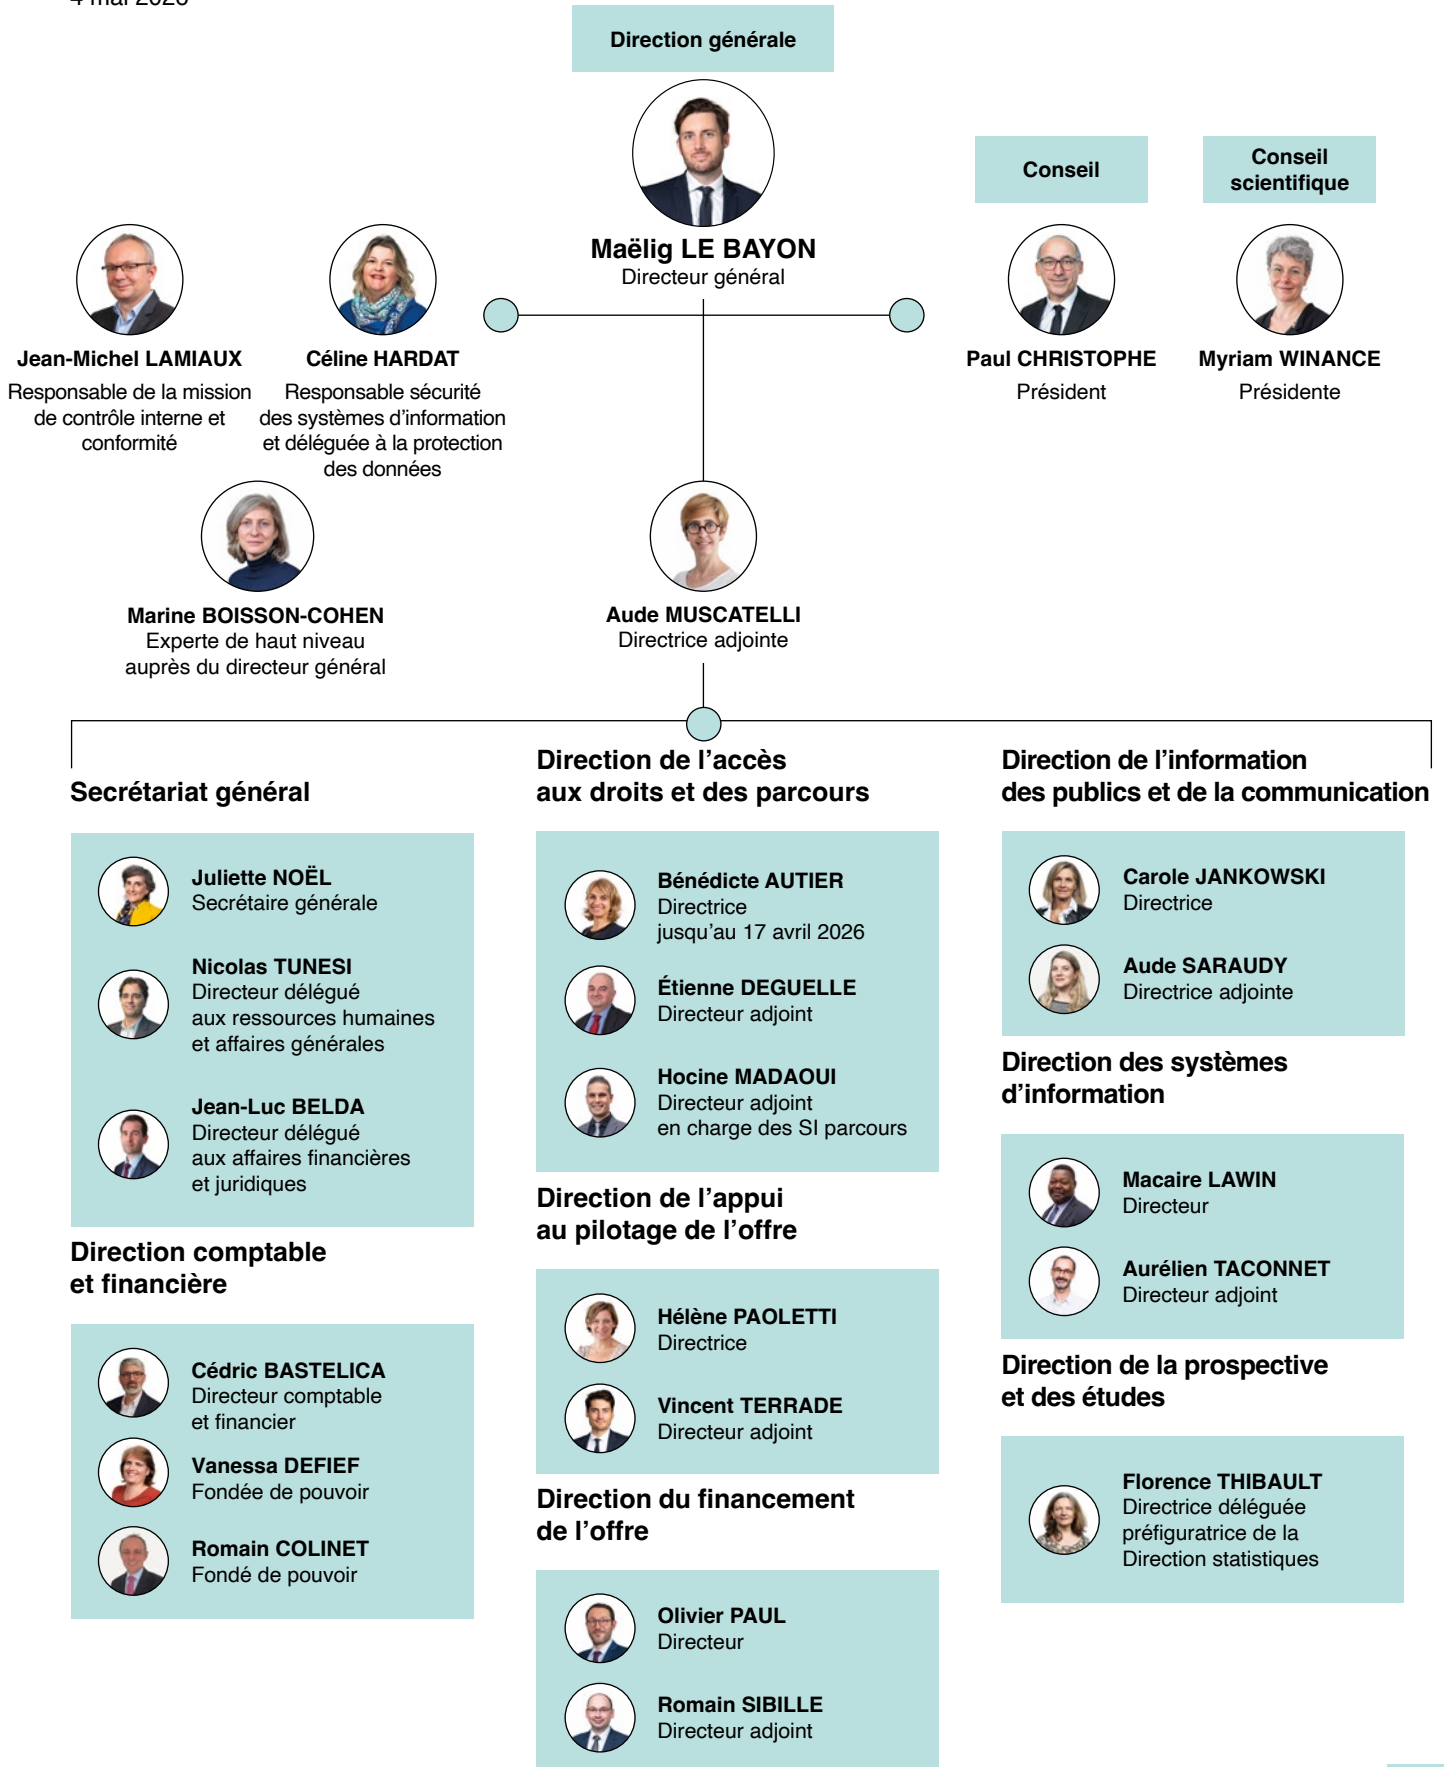 4 mai 2026
Direction générale
Maëlig LE BAYON
Directeur général
Conseil
Paul CHRISTOPHE
Président
Conseil
scientifique
Myriam WINANCE
Présidente
Jean-Michel LAMIAUX
Responsable de la mission
de contrôle interne et
conformité
Céline HARDAT
Responsable sécurité
des systèmes d’information
et déléguée à la protection
des données
Marine BOISSON-COHEN
Experte de haut niveau
auprès du directeur général
Aude MUSCATELLI
Directrice adjointe
Secrétariat général
Juliette NOËL
Secrétaire générale
Nicolas TUNESI
Directeur délégué
aux ressources humaines
et affaires générales
Jean-Luc BELDA
Directeur délégué
aux affaires financières
et juridiques
Direction comptable
et financière
Cédric BASTELICA
Directeur comptable
et financier
Vanessa DEFIEF
Fondée de pouvoir
Romain COLINET
Fondé de pouvoir
Direction de l’accès
aux droits et des parcours
Bénédicte AUTIER
Directrice
jusqu’au 17 avril 2026
Étienne DEGUELLE
Directeur adjoint
Hocine MADAOUI
Directeur adjoint
en charge des SI parcours
Direction de l’appui
au pilotage de l’offre
Hélène PAOLETTI
Directrice
Vincent TERRADE
Directeur adjoint
Direction du financement
de l’offre
Olivier PAUL
Directeur
Romain SIBILLE
Directeur adjoint
Direction de l’information
des publics et de la communication
Carole JANKOWSKI
Directrice
Aude SARAUDY
Directrice adjointe
Direction des systèmes
d’information
Macaire LAWIN
Directeur
Aurélien TACONNET
Directeur adjoint
Direction de la prospective
et des études
Florence THIBAULT
Directrice déléguée
préfiguratrice de la
Direction statistiques